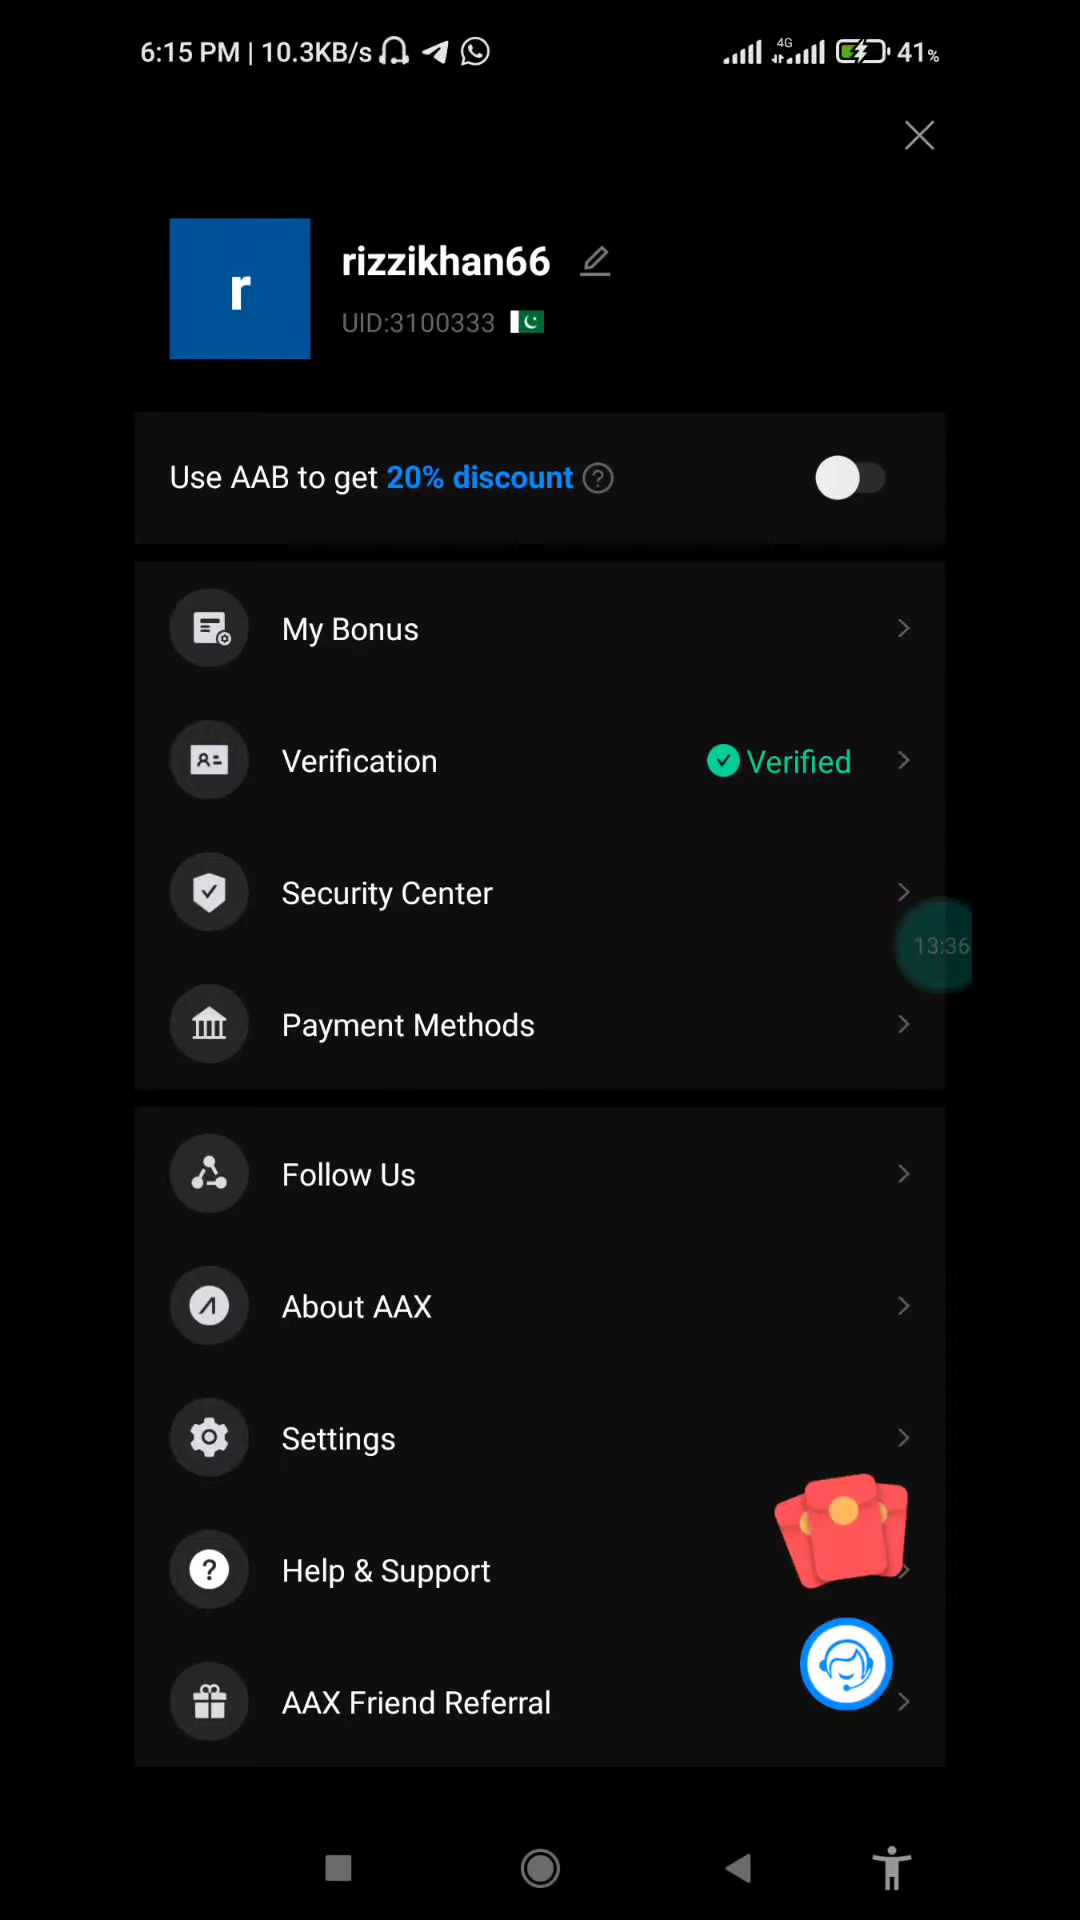 6:15 PM | 10.3KB/s 4G 41%
r
rizzikhan66
UID:3100333
Use AAB to get 20% discount ?
My Bonus
Verification Verified
Security Center
13:36
Payment Methods
Follow Us
About AAX
Settings
Help & Support
AAX Friend Referral